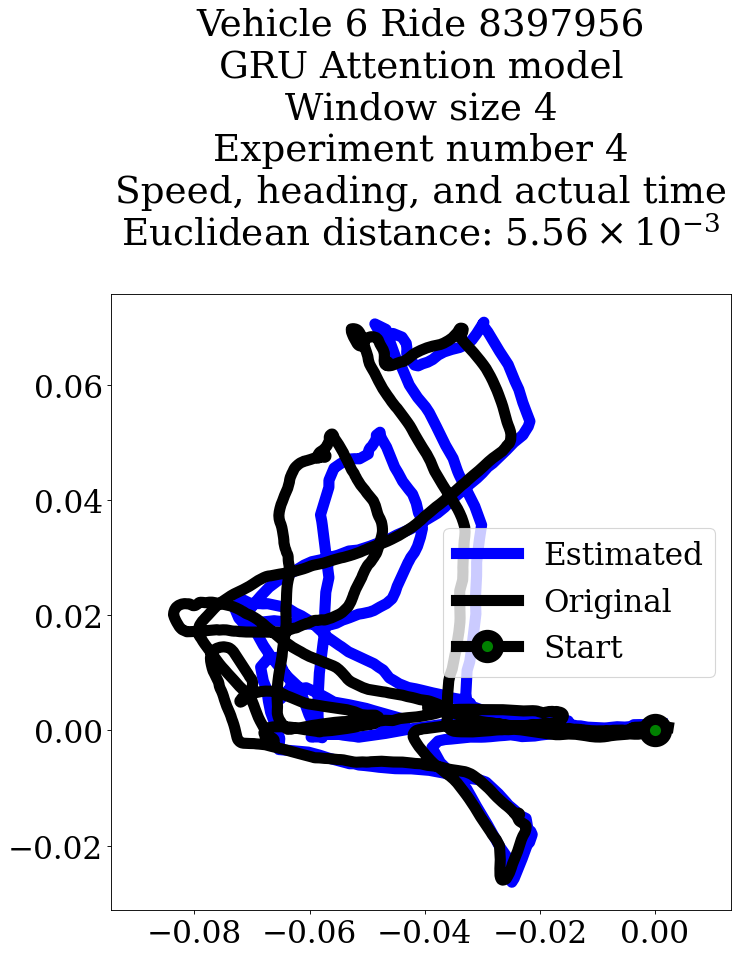 Vehicle 6 Ride 8397956
GRU Attention model
Window size 4
Experiment number 4
Speed, heading, and actual time
Euclidean distance: 5.56 × 10⁻³
0.06
0.04
0.02
0.00
−0.02
Estimated
Original
Start
−0.08 −0.06 −0.04 −0.02 0.00